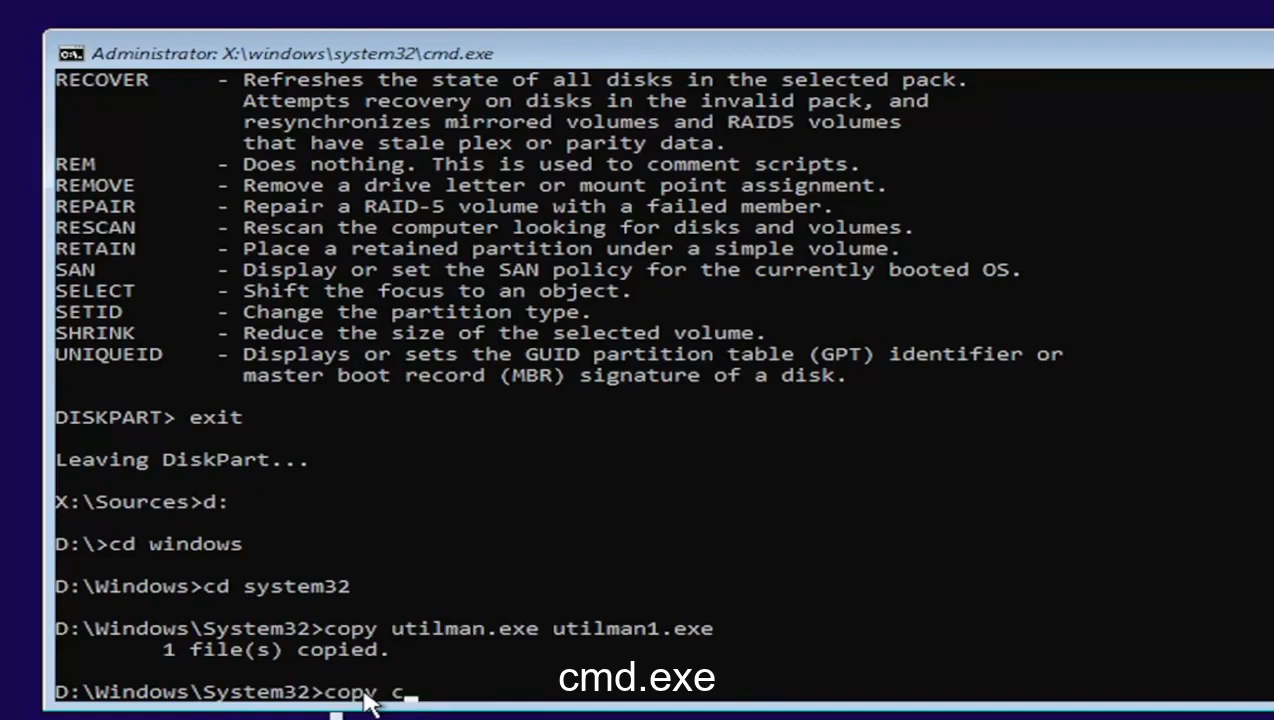 Administrator: X:\windows\system32\cmd.exe
RECOVER - Refreshes the state of all disks in the selected pack.
Attempts recovery on disks in the invalid pack, and
resynchronizes mirrored volumes and RAID5 volumes
that have stale plex or parity data.
REM - Does nothing. This is used to comment scripts.
REMOVE - Remove a drive letter or mount point assignment.
REPAIR - Repair a RAID-5 volume with a failed member.
RESCAN - Rescan the computer looking for disks and volumes.
RETAIN - Place a retained partition under a simple volume.
SAN - Display or set the SAN policy for the currently booted OS.
SELECT - Shift the focus to an object.
SETID - Change the partition type.
SHRINK - Reduce the size of the selected volume.
UNIQUEID - Displays or sets the GUID partition table (GPT) identifier or
master boot record (MBR) signature of a disk.
DISKPART> exit
Leaving DiskPart...
X:\Sources>d:
D:\>cd windows
D:\Windows>cd system32
D:\Windows\System32>copy utilman.exe utilman1.exe
1 file(s) copied.
D:\Windows\System32>copy c_
cmd.exe